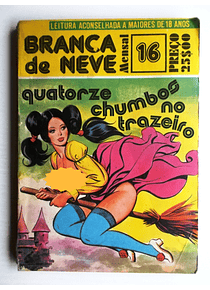 LEITURA ACONSELHADA A MAIORES DE 18 ANOS
BRANCA
de NEVE
Mensal
16
PREÇO
25$00
quatorze
chumbos
no
trazeiro